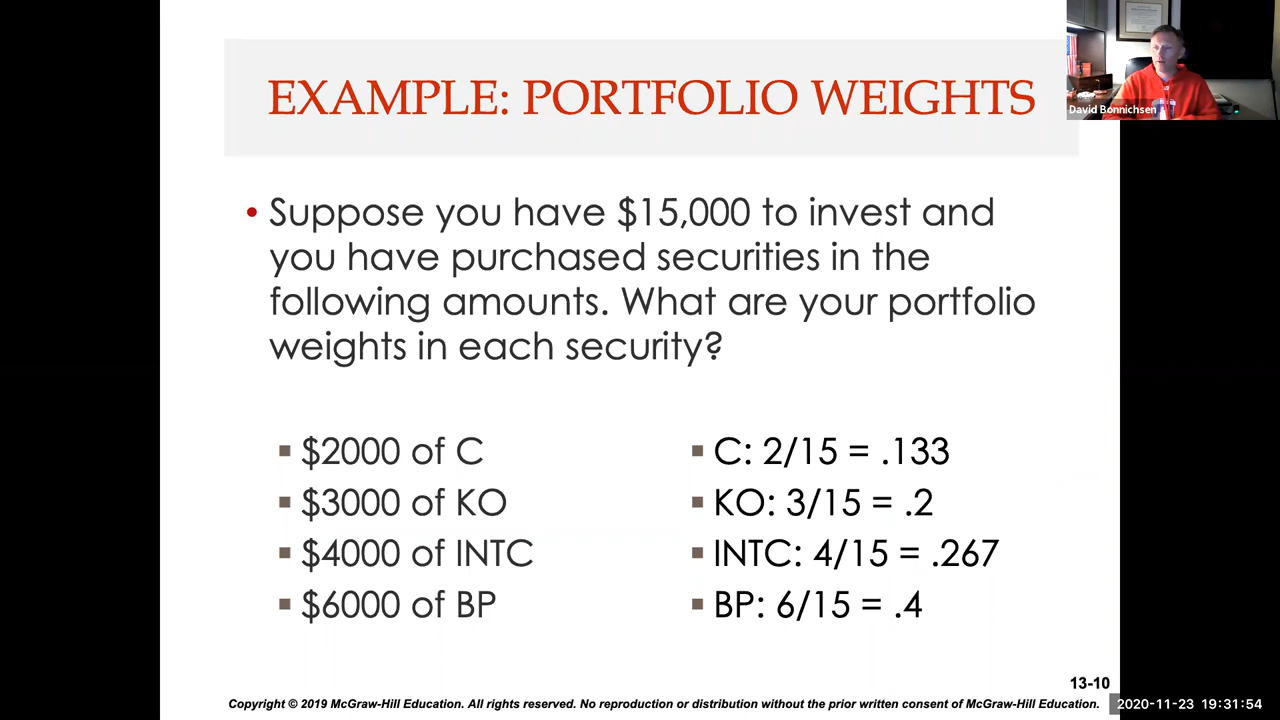 EXAMPLE: PORTFOLIO WEIGHTS
David Bonnichsen
• Suppose you have $15,000 to invest and
you have purchased securities in the
following amounts. What are your portfolio
weights in each security?
▪ $2000 of C
▪ $3000 of KO
▪ $4000 of INTC
▪ $6000 of BP
▪ C: 2/15 = .133
▪ KO: 3/15 = .2
▪ INTC: 4/15 = .267
▪ BP: 6/15 = .4
13-10
Copyright © 2019 McGraw-Hill Education. All rights reserved. No reproduction or distribution without the prior written consent of McGraw-Hill Education.
2020-11-23 19:31:54